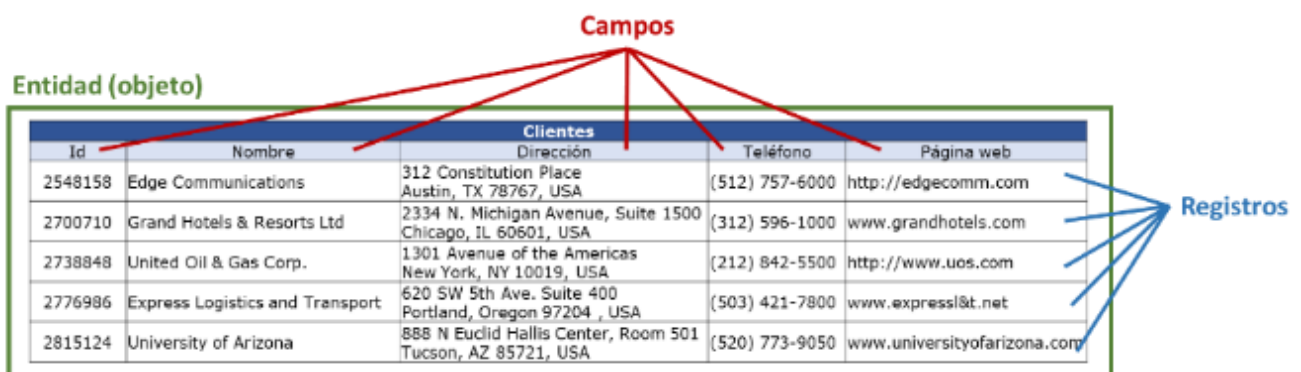 Campos
Entidad (objeto)
Clientes
Id Nombre Dirección Teléfono Página web
2548158 Edge Communications 312 Constitution Place
Austin, TX 78767, USA (512) 757-6000 http://edgecomm.com
2700710 Grand Hotels & Resorts Ltd 2334 N. Michigan Avenue, Suite 1500
Chicago, IL 60601, USA (312) 596-1000 www.grandhotels.com
2738848 United Oil & Gas Corp. 1301 Avenue of the Americas
New York, NY 10019, USA (212) 842-5500 http://www.uos.com
2776986 Express Logistics and Transport 620 SW 5th Ave. Suite 400
Portland, Oregon 97204 , USA (503) 421-7800 www.expressl&t.net
2815124 University of Arizona 888 N Euclid Hallis Center, Room 501
Tucson, AZ 85721, USA (520) 773-9050 www.universityofarizona.com
Registros